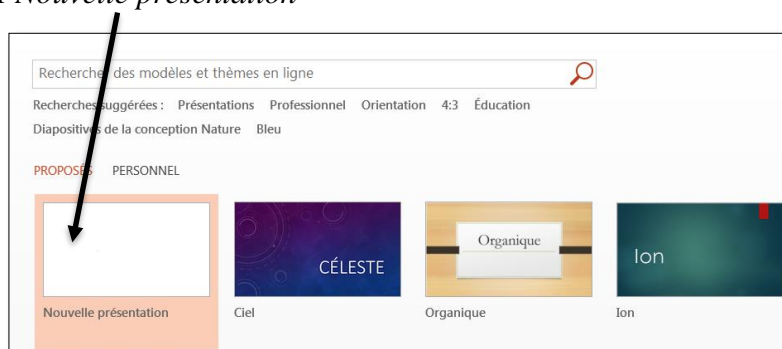 Nouvelle présentation
Rechercher des modèles et thèmes en ligne
Recherches suggérées : Présentations Professionnel Orientation 4:3 Éducation
Diapositives de la conception Nature Bleu
PROPOSÉS PERSONNEL
CÉLESTE
Organique
Ion
Nouvelle présentation Ciel Organique Ion